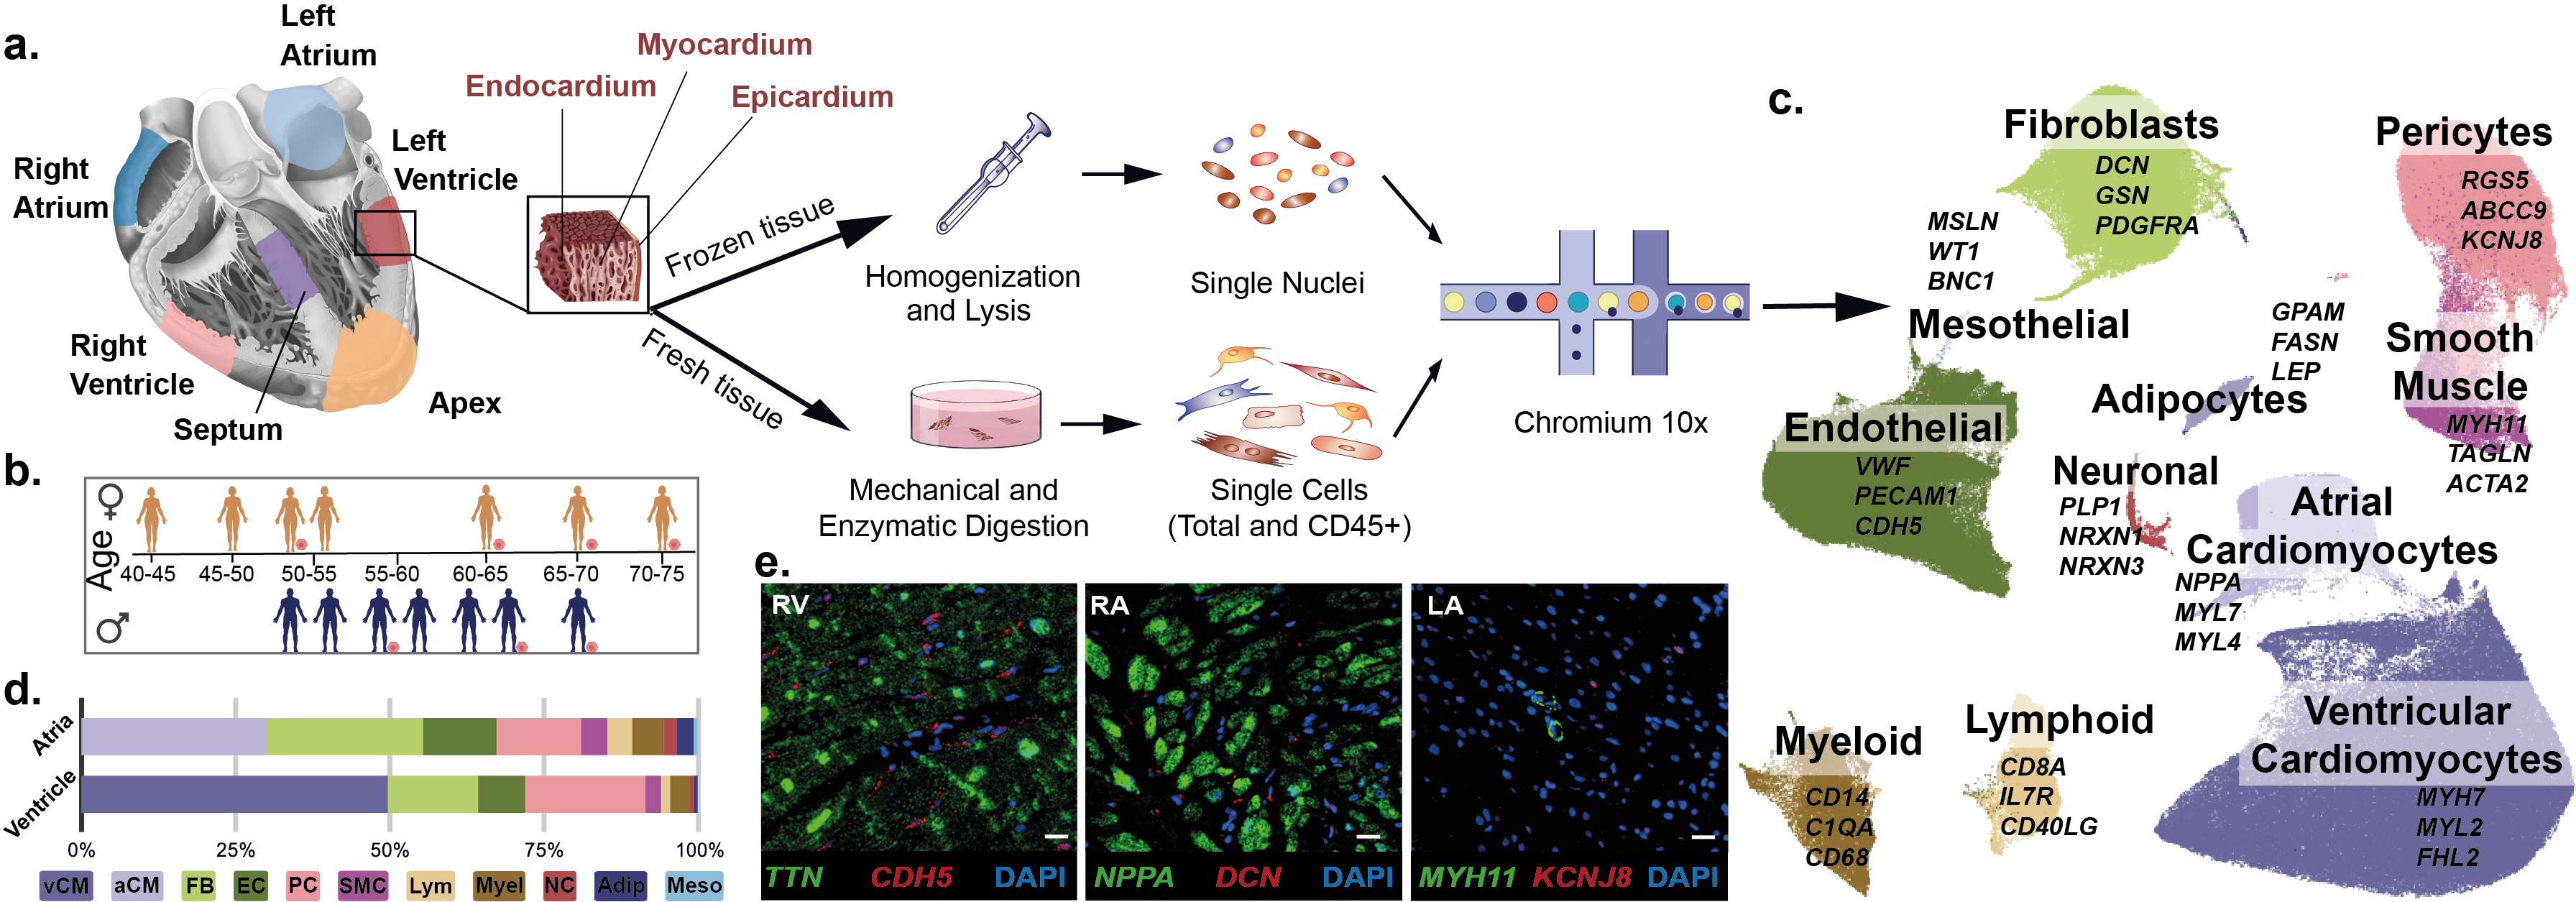 a.
Left
Atrium
Right
Atrium
Left
Ventricle
Right
Ventricle
Septum
Apex
Endocardium
Myocardium
Epicardium
Frozen tissue
Fresh tissue
Homogenization
and Lysis
Single Nuclei
Mechanical and
Enzymatic Digestion
Single Cells
(Total and CD45+)
Chromium 10x
b.
♀
Age
40-45 45-50 50-55 55-60 60-65 65-70 70-75
♂
c.
Fibroblasts
DCN
GSN
PDGFRA
Pericytes
RGS5
ABCC9
KCNJ8
MSLN
WT1
BNC1
Mesothelial
GPAM
FASN
LEP
Adipocytes
Smooth
Muscle
MYH11
TAGLN
ACTA2
Endothelial
VWF
PECAM1
CDH5
Neuronal
PLP1
NRXN1
NRXN3
Atrial
Cardiomyocytes
NPPA
MYL7
MYL4
Ventricular
Cardiomyocytes
MYH7
MYL2
FHL2
Myeloid
CD14
C1QA
CD68
Lymphoid
CD8A
IL7R
CD40LG
d.
Atria
Ventricle
0% 25% 50% 75% 100%
vCM aCM FB EC PC SMC Lym Myel NC Adip Meso
e.
RV
TTN CDH5 DAPI
RA
NPPA DCN DAPI
LA
MYH11 KCNJ8 DAPI